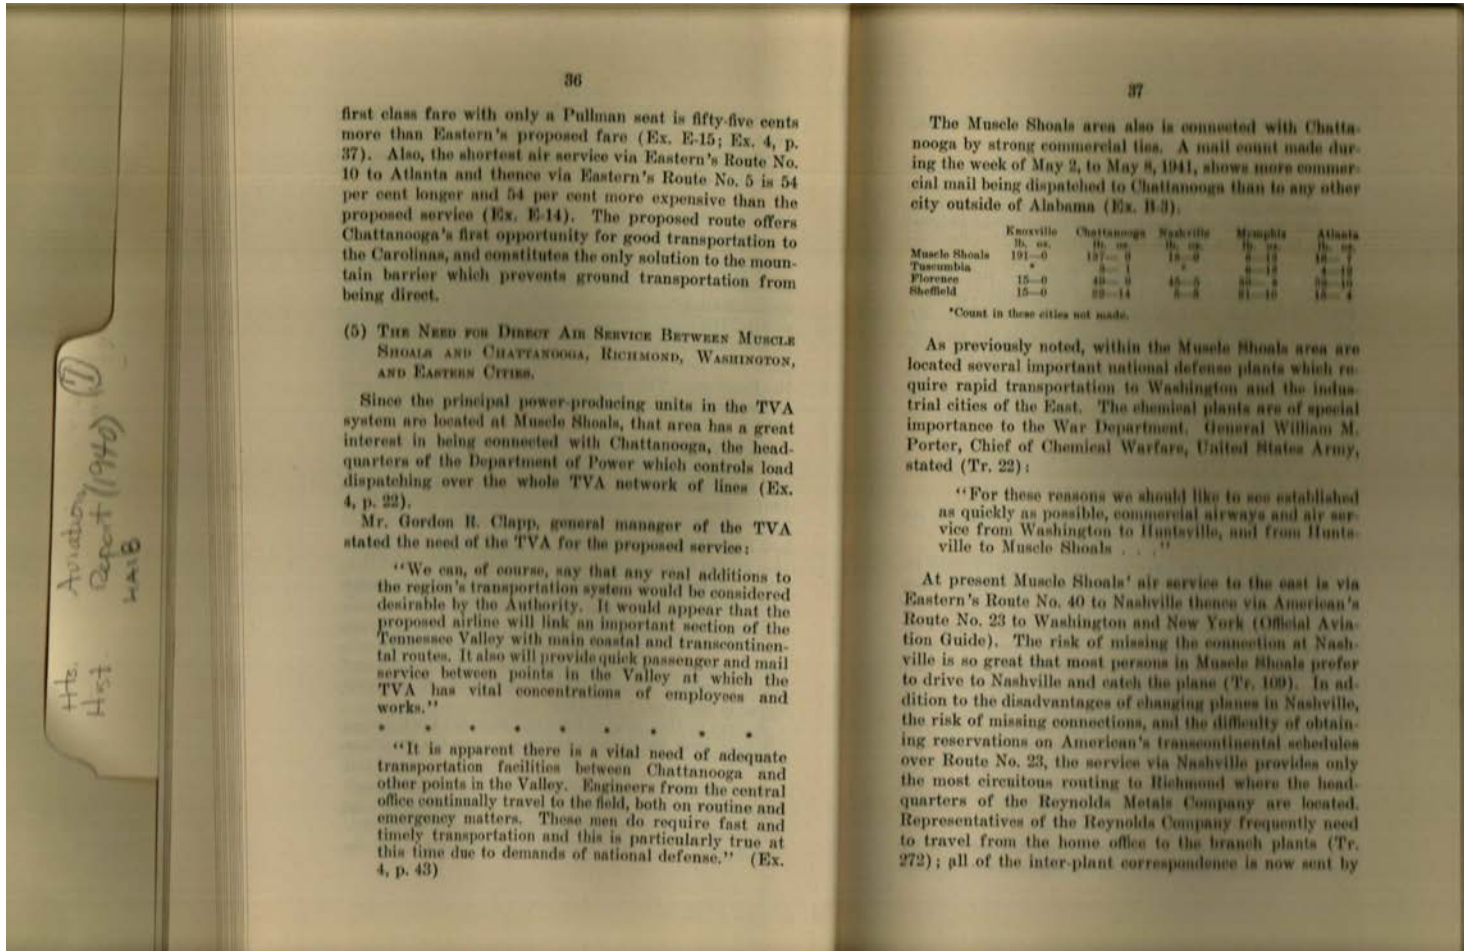 Hts. Aviation (1)
Hist. Report (1940)
HAIB
36
first class fare with only a Pullman seat is fifty-five cents
more than Eastern's proposed fare (Ex. E-15; Ex. 4, p.
37). Also, the shortest air service via Eastern's Route No.
10 to Atlanta and thence via Eastern's Route No. 5 is 54
per cent longer and 54 per cent more expensive than the
proposed service (Ex. E-14). The proposed route offers
Chattanooga's first opportunity for good transportation to
the Carolinas, and constitutes the only solution to the moun-
tain barrier which prevents ground transportation from
being direct.
(5) The Need for Direct Air Service Between Muscle
Shoals and Chattanooga, Richmond, Washington,
and Eastern Cities.
Since the principal power-producing units in the TVA
system are located at Muscle Shoals, that area has a great
interest in being connected with Chattanooga, the head-
quarters of the Department of Power which controls load
dispatching over the whole TVA network of lines (Ex.
4, p. 22).
Mr. Gordon R. Clapp, general manager of the TVA
stated the need of the TVA for the proposed service:
"We can, of course, say that any real additions to
the region's transportation system would be considered
desirable by the Authority. It would appear that the
proposed airline will link an important section of the
Tennessee Valley with main coastal and transcontinen-
tal routes. It also will provide quick passenger and mail
service between points in the Valley at which the
TVA has vital concentrations of employees and
works."
* * * * * * * *
"It is apparent there is a vital need of adequate
transportation facilities between Chattanooga and
other points in the Valley. Engineers from the central
office continually travel to the field, both on routine and
emergency matters. These men do require fast and
timely transportation and this is particularly true at
this time due to demands of national defense." (Ex.
4, p. 43)
37
The Muscle Shoals area also is connected with Chatta-
nooga by strong commercial ties. A mail count made dur-
ing the week of May 2, to May 8, 1941, shows more commer-
cial mail being dispatched to Chattanooga than to any other
city outside of Alabama (Ex. B-3).
Knoxville Chattanooga Nashville Memphis Atlanta
lb. oz. lb. oz. lb. oz. lb. oz. lb. oz.
Muscle Shoals 191—0
Tuscumbia *
Florence 15—0
Sheffield 15—0
*Count in these cities not made.
As previously noted, within the Muscle Shoals area are
located several important national defense plants which re-
quire rapid transportation to Washington and the indus-
trial cities of the East. The chemical plants are of special
importance to the War Department. General William M.
Porter, Chief of Chemical Warfare, United States Army,
stated (Tr. 22):
"For these reasons we should like to see established
as quickly as possible, commercial airways and air ser-
vice from Washington to Huntsville, and from Hunts-
ville to Muscle Shoals . . ."
At present Muscle Shoals' air service to the east is via
Eastern's Route No. 40 to Nashville thence via American's
Route No. 23 to Washington and New York (Official Avia-
tion Guide). The risk of missing the connection at Nash-
ville is so great that most persons in Muscle Shoals prefer
to drive to Nashville and catch the plane (Tr. 109). In ad-
dition to the disadvantages of changing planes in Nashville,
the risk of missing connections, and the difficulty of obtain-
ing reservations on American's transcontinental schedules
over Route No. 23, the service via Nashville provides only
the most circuitous routing to Richmond where the head-
quarters of the Reynolds Metals Company are located.
Representatives of the Reynolds Company frequently need
to travel from the home office to the branch plants (Tr.
272); all of the inter-plant correspondence is now sent by